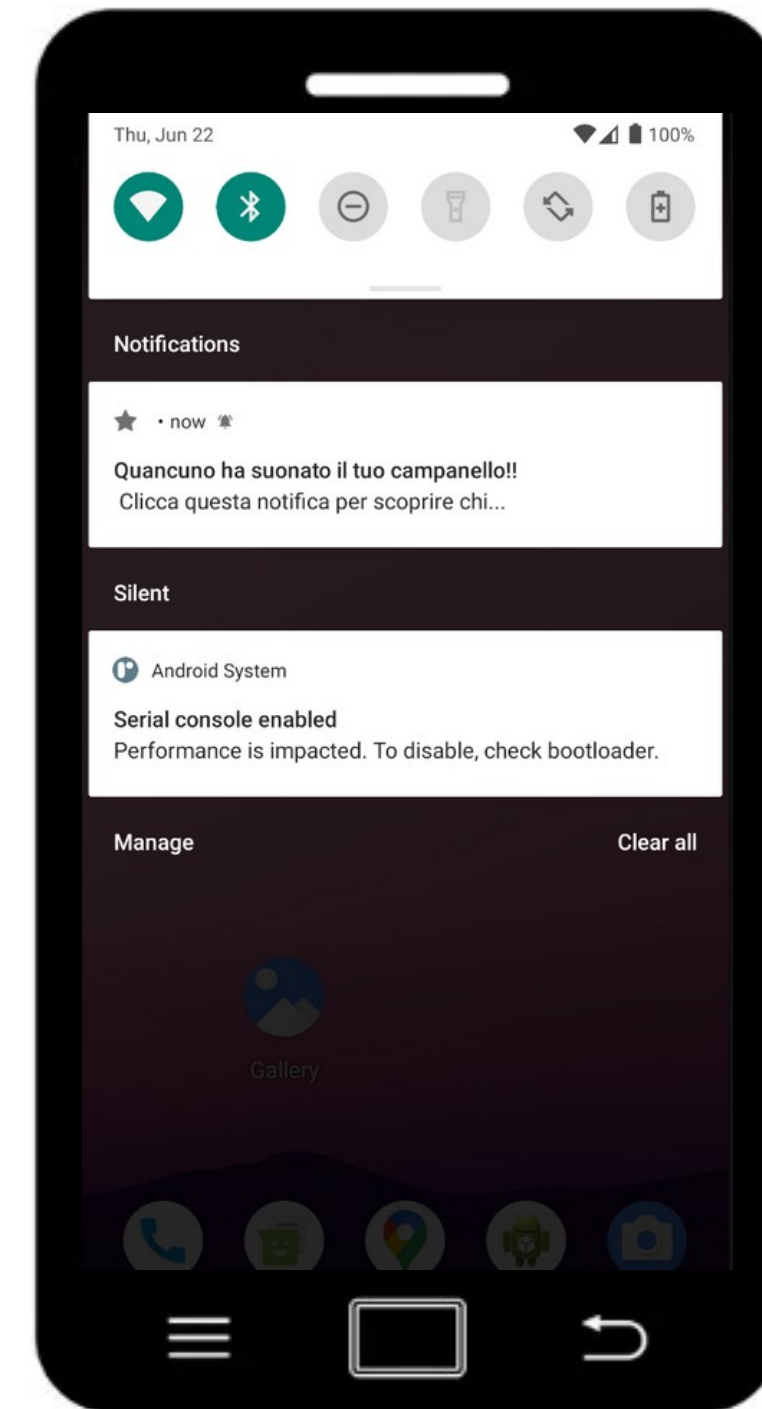 Thu, Jun 22 100%
Notifications
• now
Quancuno ha suonato il tuo campanello!!
Clicca questa notifica per scoprire chi...
Silent
Android System
Serial console enabled
Performance is impacted. To disable, check bootloader.
Manage Clear all
Gallery